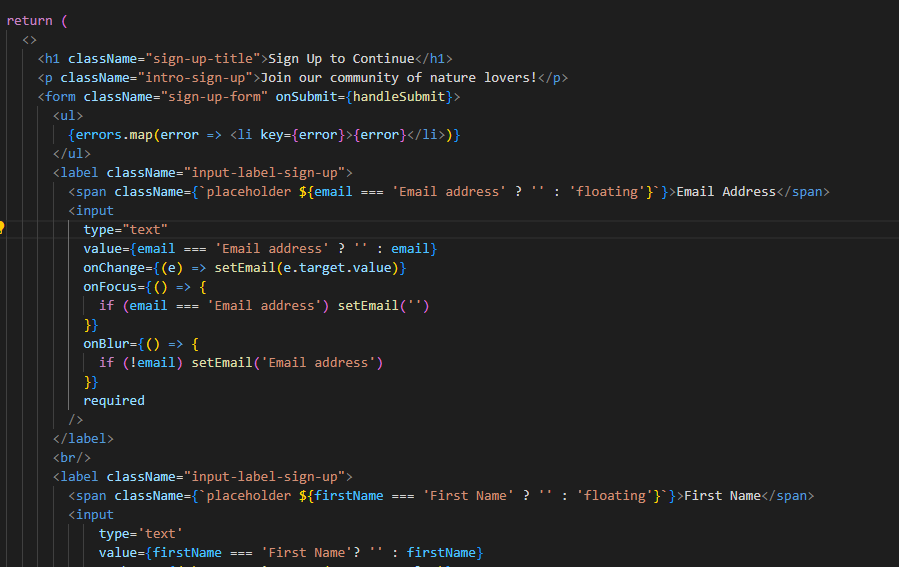 return (
<>
<h1 className="sign-up-title">Sign Up to Continue</h1>
<p className="intro-sign-up">Join our community of nature lovers!</p>
<form className="sign-up-form" onSubmit={handleSubmit}>
<ul>
{errors.map(error => <li key={error}>{error}</li>)}
</ul>
<label className="input-label-sign-up">
<span className={`placeholder ${email === 'Email address' ? '' : 'floating'}`}>Email Address</span>
<input
type="text"
value={email === 'Email address' ? '' : email}
onChange={(e) => setEmail(e.target.value)}
onFocus={() => {
if (email === 'Email address') setEmail('')
}}
onBlur={() => {
if (!email) setEmail('Email address')
}}
required
/>
</label>
<br/>
<label className="input-label-sign-up">
<span className={`placeholder ${firstName === 'First Name' ? '' : 'floating'}`}>First Name</span>
<input
type='text'
value={firstName === 'First Name'? '' : firstName}